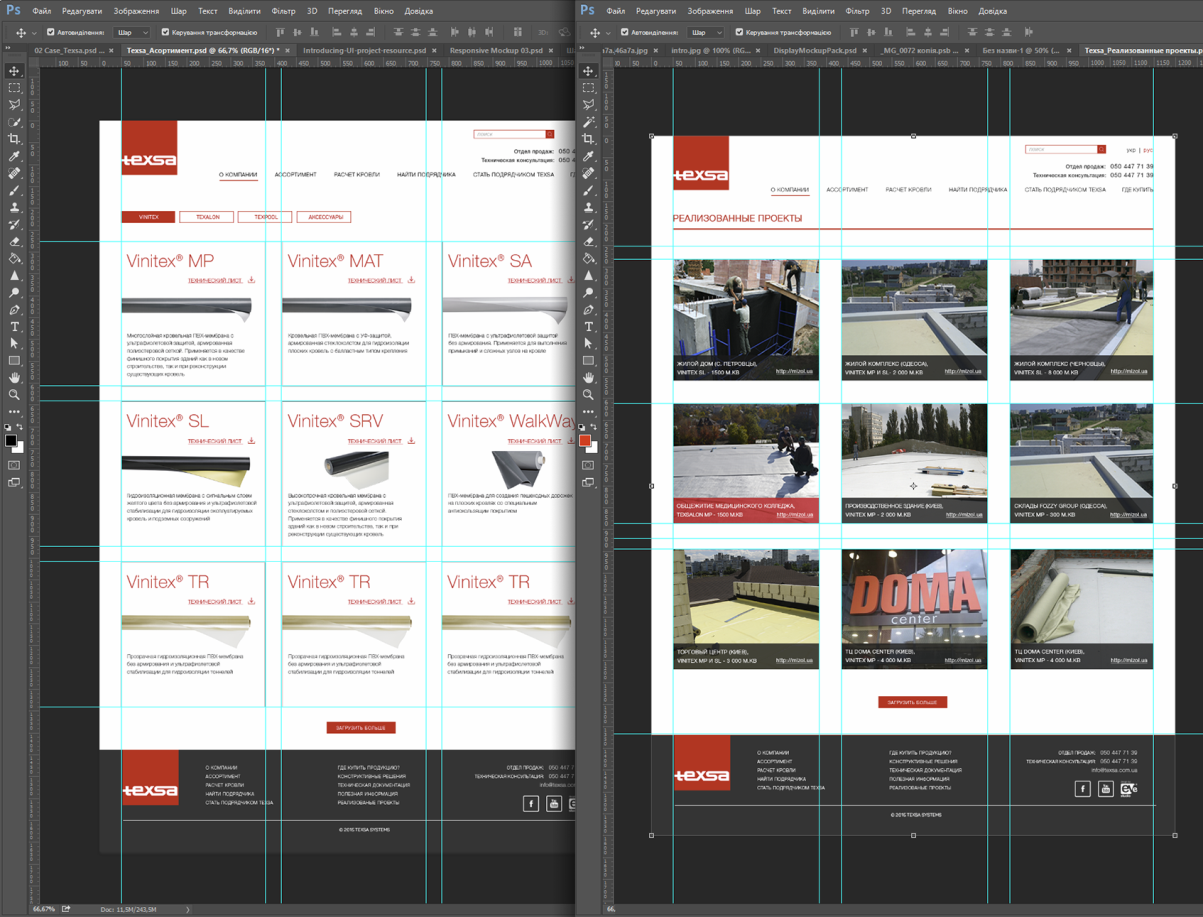 Ps Файл Редагувати Зображення Шар Текст Виділити Фільтр 3D Перегляд Вікно Довідка
Автовиділення: Шар Керування трансформацією
02 Case_Texsa.psd ... × Texsa_Асортимент.psd @ 66,7% (RGB/16*) * × Introducing-UI-project-resource.psd × Responsive Mockup 03.psd ×
texsa
поиск
Отдел продаж: 050 4
Техническая консультация: 050 4
О КОМПАНИИ АССОРТИМЕНТ РАСЧЕТ КРОВЛИ НАЙТИ ПОДРЯДЧИКА СТАТЬ ПОДРЯДЧИКОМ TEXSA
VINITEX TEXALON TEXPOOL АКСЕССУАРЫ
Vinitex® MP
ТЕХНИЧЕСКИЙ ЛИСТ
Многослойная кровельная ПВХ-мембрана с
ультрафиолетовой защитой, армированная
полиэстеровой сеткой. Применяется в качестве
финишного покрытия зданий как в новом
строительстве, так и при реконструкции
существующих кровель
Vinitex® MAT
ТЕХНИЧЕСКИЙ ЛИСТ
Кровельная ПВХ-мембрана с УФ-защитой,
армированная стеклохолстом для гидроизоляции
плоских кровель с балластным типом крепления
Vinitex® SA
ТЕХНИЧЕСКИЙ ЛИСТ
ПВХ-мембрана с ультрафиолетовой защитой
без армирования. Применяется для выполнения
примыканий и сложных узлов на кровле
Vinitex® SL
ТЕХНИЧЕСКИЙ ЛИСТ
Гидроизоляционная мембрана с сигнальным слоем
желтого цвета без армирования и ультрафиолетовой
стабилизации для гидроизоляции эксплуатируемых
кровель и подземных сооружений
Vinitex® SRV
ТЕХНИЧЕСКИЙ ЛИСТ
Высокопрочная кровельная мембрана с
ультрафиолетовой защитой, армированная
стеклохолстом и полиэстеровой сеткой.
Применяется в качестве финишного покрытия
зданий как в новом строительстве, так и при
реконструкции существующих кровель
Vinitex® WalkWay
ТЕХНИЧЕСКИЙ ЛИСТ
ПВХ-мембрана для создания пешеходных дорожек
на плоских кровлях со специальным
антискользящим покрытием
Vinitex® TR
ТЕХНИЧЕСКИЙ ЛИСТ
Прозрачная гидроизоляционная ПВХ-мембрана
без армирования и ультрафиолетовой
стабилизации для гидроизоляции тоннелей
Vinitex® TR
ТЕХНИЧЕСКИЙ ЛИСТ
Прозрачная гидроизоляционная ПВХ-мембрана
без армирования и ультрафиолетовой
стабилизации для гидроизоляции тоннелей
Vinitex® TR
ТЕХНИЧЕСКИЙ ЛИСТ
Прозрачная гидроизоляционная ПВХ-мембрана
без армирования и ультрафиолетовой
стабилизации для гидроизоляции тоннелей
ЗАГРУЗИТЬ БОЛЬШЕ
texsa
О КОМПАНИИ
АССОРТИМЕНТ
РАСЧЕТ КРОВЛИ
НАЙТИ ПОДРЯДЧИКА
СТАТЬ ПОДРЯДЧИКОМ TEXSA
ГДЕ КУПИТЬ ПРОДУКЦИЮ?
КОНСТРУКТИВНЫЕ РЕШЕНИЯ
ТЕХНИЧЕСКАЯ ДОКУМЕНТАЦИЯ
ПОЛЕЗНАЯ ИНФОРМАЦИЯ
РЕАЛИЗОВАННЫЕ ПРОЕКТЫ
ОТДЕЛ ПРОДАЖ: 050 447 7
ТЕХНИЧЕСКАЯ КОНСУЛЬТАЦИЯ: 050 447 7
info@texsa
© 2015 TEXSA SYSTEMS
66,67% Doc: 11,5M/243,5M
Ps Файл Редагувати Зображення Шар Текст Виділити Фільтр 3D Перегляд Вікно Довідка
Автовиділення: Шар Керування трансформацією
a7a,46a7a.jpg × intro.jpg @ 100% (RG... × DisplayMockupPack.psd × _MG_0072 копія.psb ... × Без назви-1 @ 50% (... × Texsa_Реализованые проекты.p
texsa
поиск
укр | рус
Отдел продаж: 050 447 71 39
Техническая консультация: 050 447 71 39
О КОМПАНИИ АССОРТИМЕНТ РАСЧЕТ КРОВЛИ НАЙТИ ПОДРЯДЧИКА СТАТЬ ПОДРЯДЧИКОМ TEXSA ГДЕ КУПИТЬ
РЕАЛИЗОВАННЫЕ ПРОЕКТЫ
ЖИЛОЙ ДОМ (С. ПЕТРОВЦЫ),
VINITEX SL - 1500 М.КВ http://mizol.ua
ЖИЛОЙ КОМПЛЕКС (ОДЕССА),
VINITEX MP И SL- 2 000 М.КВ http://mizol.ua
ЖИЛОЙ КОМПЛЕКС (ЧЕРНОВЦЫ),
VINITEX SL - 8 000 М.КВ http://mizol.ua
ОБЩЕЖИТИЕ МЕДИЦИНСКОГО КОЛЛЕДЖА,
TEXSALON MP - 1500 М.КВ http://mizol.ua
ПРОИЗВОДСТВЕННОЕ ЗДАНИЕ (КИЕВ),
VINITEX MP - 2 000 М.КВ http://mizol.ua
СКЛАДЫ FOZZY GROUP (ОДЕССА),
VINITEX MP - 300 М.КВ http://mizol.ua
ТОРГОВЫЙ ЦЕНТР (КИЕВ),
VINITEX MP И SL - 3 000 М.КВ http://mizol.ua
DOMA
center
ТЦ DOMA CENTER (КИЕВ),
VINITEX MP - 4 000 М.КВ http://mizol.ua
ТЦ DOMA CENTER (КИЕВ),
VINITEX MP - 4 000 М.КВ http://mizol.ua
ЗАГРУЗИТЬ БОЛЬШЕ
texsa
О КОМПАНИИ
АССОРТИМЕНТ
РАСЧЕТ КРОВЛИ
НАЙТИ ПОДРЯДЧИКА
СТАТЬ ПОДРЯДЧИКОМ TEXSA
ГДЕ КУПИТЬ ПРОДУКЦИЮ?
КОНСТРУКТИВНЫЕ РЕШЕНИЯ
ТЕХНИЧЕСКАЯ ДОКУМЕНТАЦИЯ
ПОЛЕЗНАЯ ИНФОРМАЦИЯ
РЕАЛИЗОВАННЫЕ ПРОЕКТЫ
ОТДЕЛ ПРОДАЖ: 050 447 71 39
ТЕХНИЧЕСКАЯ КОНСУЛЬТАЦИЯ: 050 447 71 39
info@texsa.com.ua
© 2015 TEXSA SYSTEMS
66,